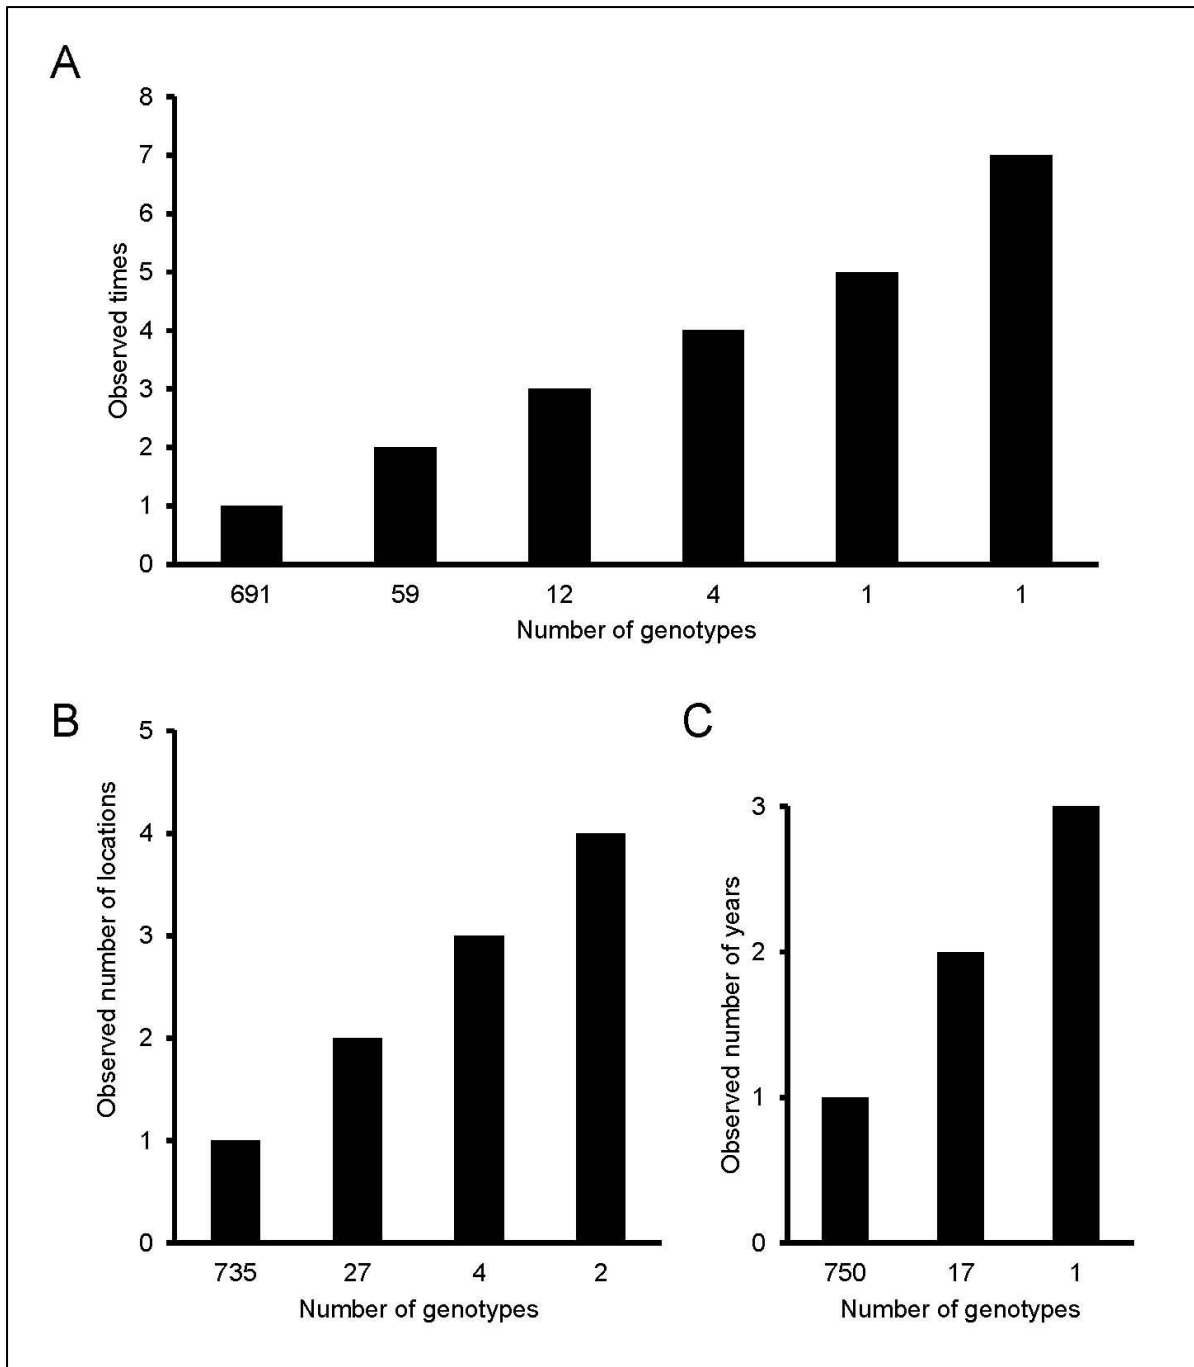 A
8
7
6
5
4
3
2
1
0
Observed times
691 59 12 4 1 1
Number of genotypes
B
5
4
3
2
1
0
Observed number of locations
735 27 4 2
Number of genotypes
C
3
2
1
0
Observed number of years
750 17 1
Number of genotypes